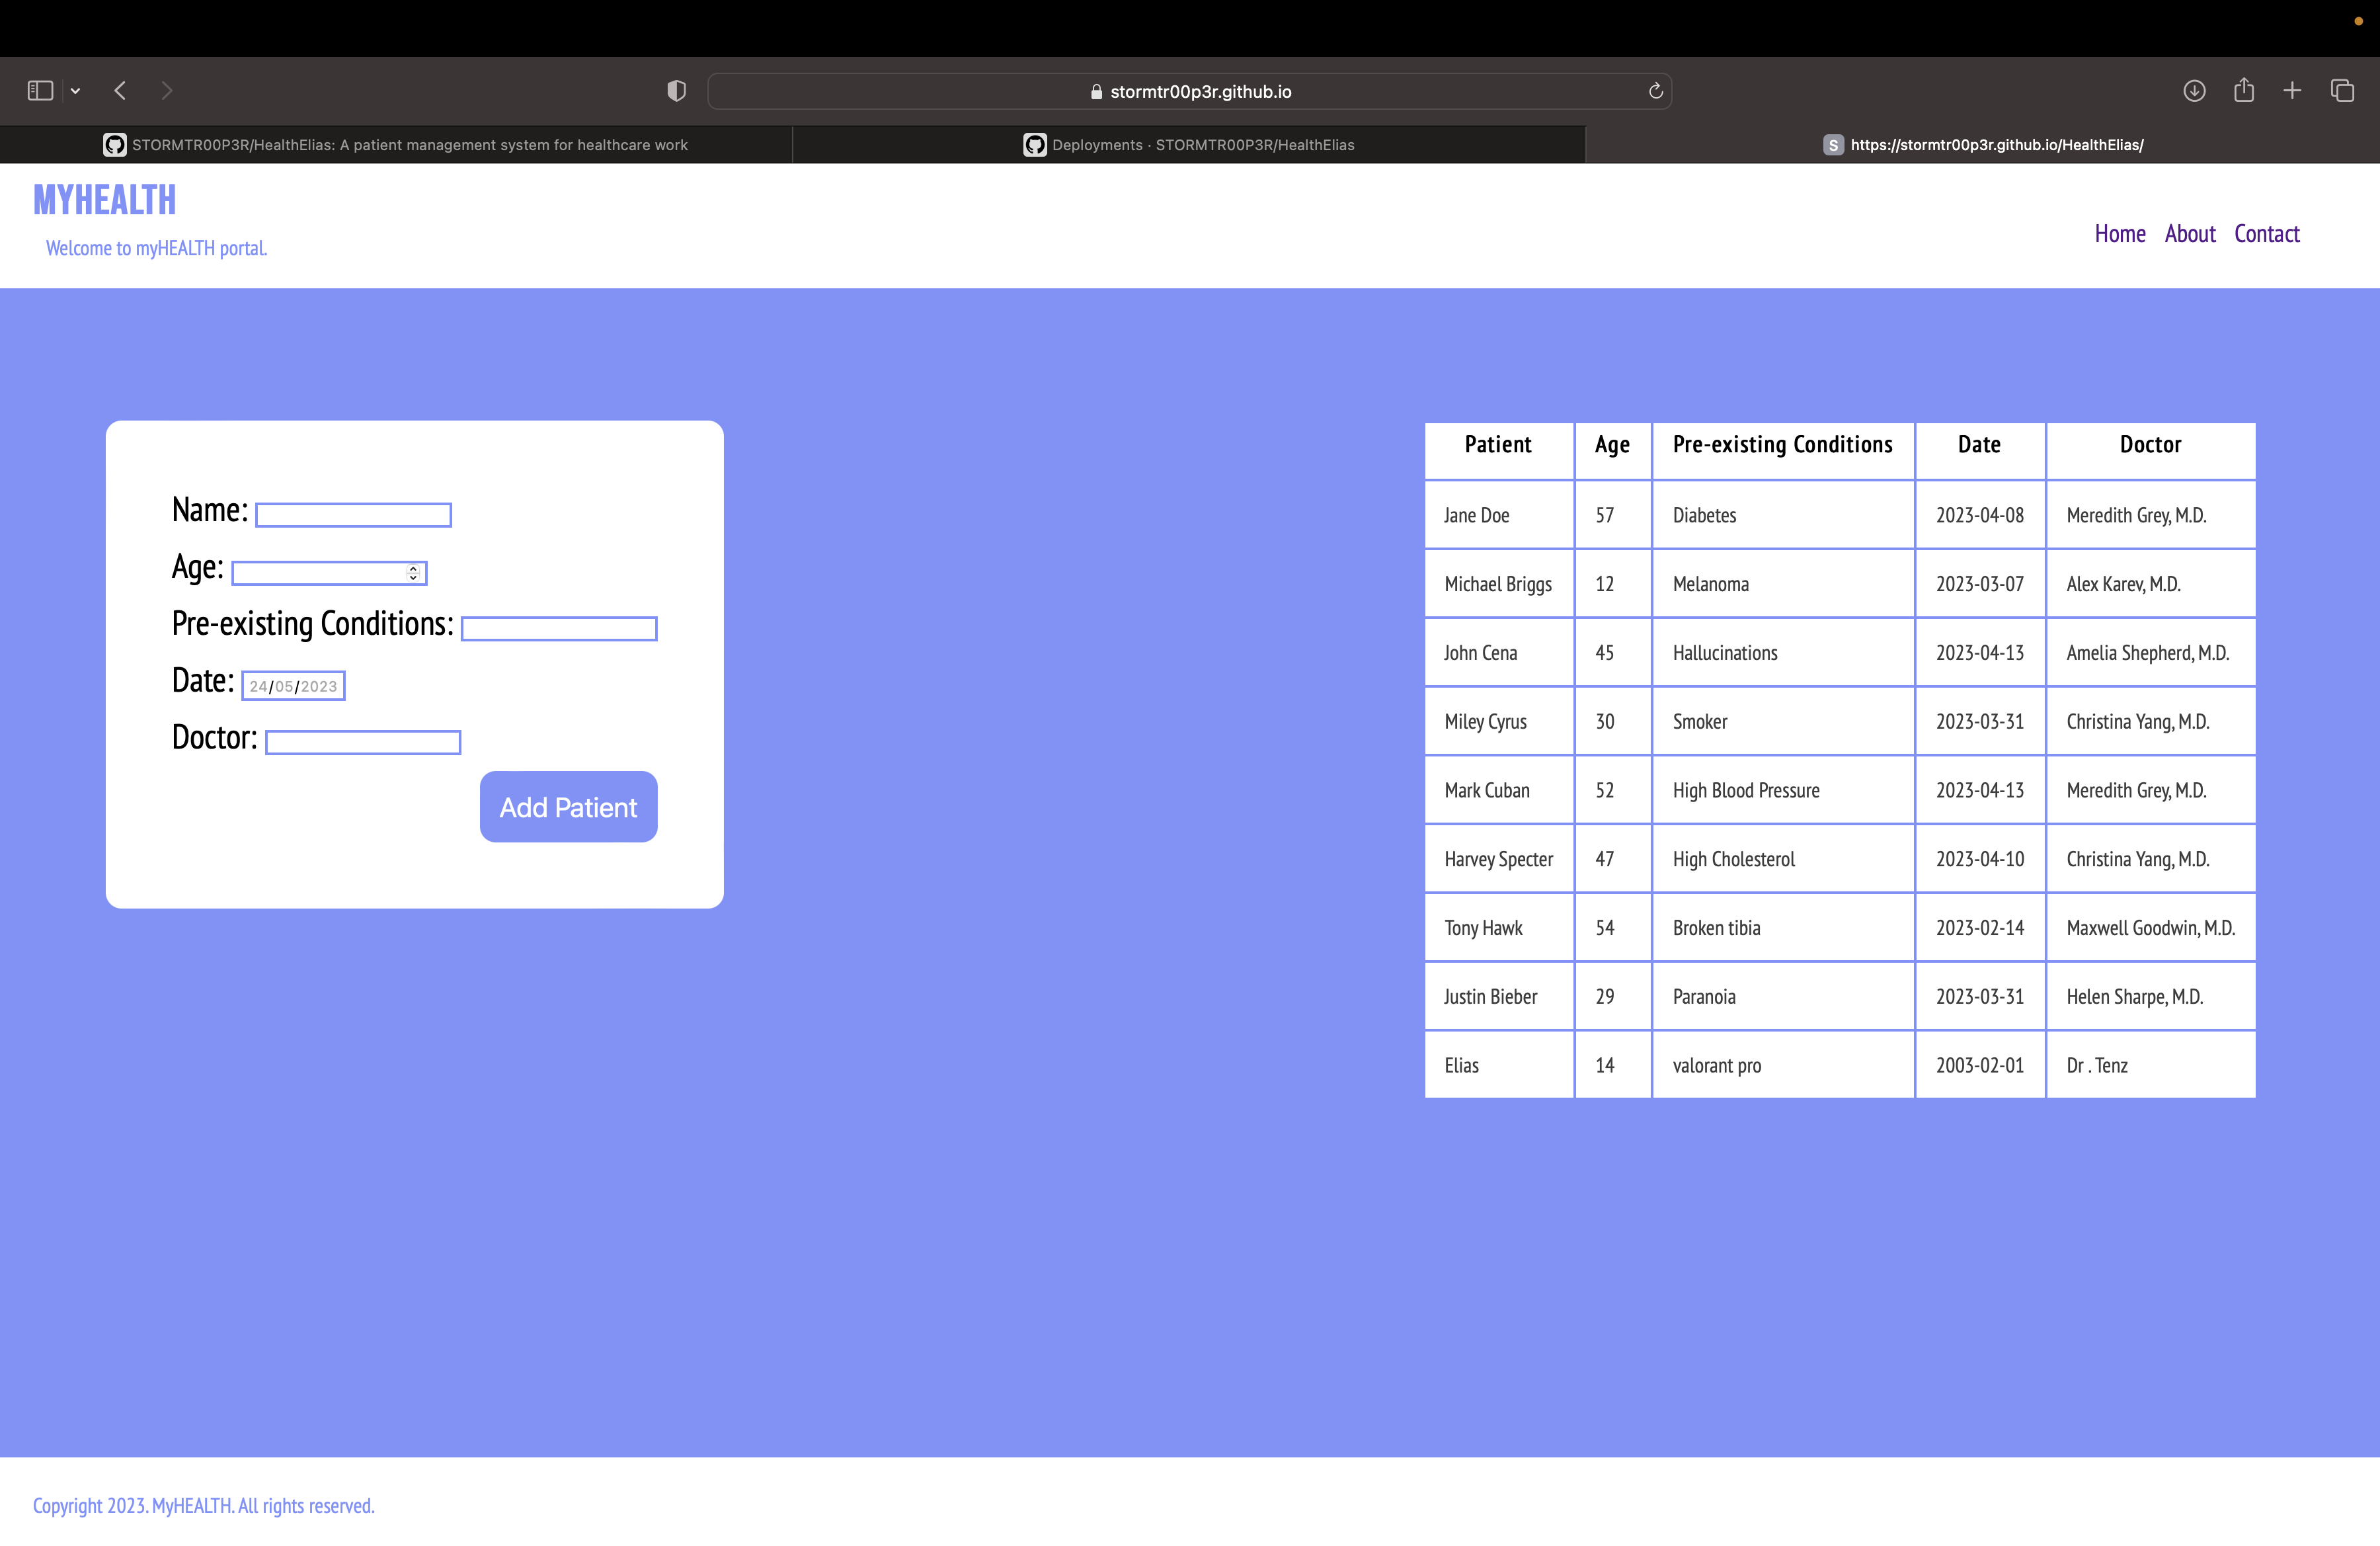 stormtr00p3r.github.io
STORMTR00P3R/HealthElias: A patient management system for healthcare work
Deployments · STORMTR00P3R/HealthElias
S https://stormtr00p3r.github.io/HealthElias/
MYHEALTH
Welcome to myHEALTH portal.
Home About Contact
Name:
Age:
Pre-existing Conditions:
Date: 24/05/2023
Doctor:
Add Patient
Patient Age Pre-existing Conditions Date Doctor
Jane Doe 57 Diabetes 2023-04-08 Meredith Grey, M.D.
Michael Briggs 12 Melanoma 2023-03-07 Alex Karev, M.D.
John Cena 45 Hallucinations 2023-04-13 Amelia Shepherd, M.D.
Miley Cyrus 30 Smoker 2023-03-31 Christina Yang, M.D.
Mark Cuban 52 High Blood Pressure 2023-04-13 Meredith Grey, M.D.
Harvey Specter 47 High Cholesterol 2023-04-10 Christina Yang, M.D.
Tony Hawk 54 Broken tibia 2023-02-14 Maxwell Goodwin, M.D.
Justin Bieber 29 Paranoia 2023-03-31 Helen Sharpe, M.D.
Elias 14 valorant pro 2003-02-01 Dr . Tenz
Copyright 2023. MyHEALTH. All rights reserved.